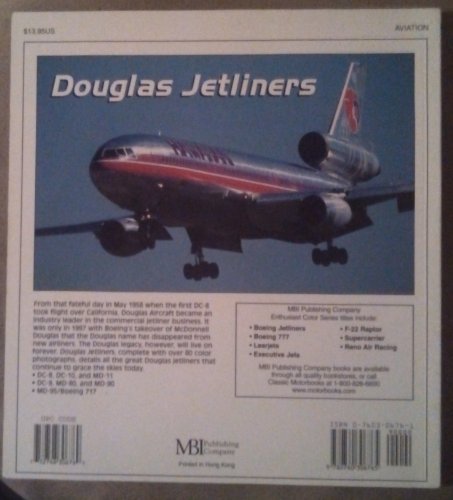 $13.95US
AVIATION
Douglas Jetliners
HAWAIIAN
From that fateful day in May 1958 when the first DC-8
took flight over California, Douglas Aircraft became an
industry leader in the commercial jetliner business. It
was only in 1997 with Boeing's takeover of McDonnell
Douglas that the Douglas name has disappeared from
new airliners. The Douglas legacy, however, will live on
forever. Douglas Jetliners, complete with over 80 color
photographs, details all the great Douglas jetliners that
continue to grace the skies today.
• DC-8, DC-10, and MD-11
• DC-9, MD-80, and MD-90
• MD-95/Boeing 717
MBI Publishing Company
Enthusiast Color Series titles include:
• Boeing Jetliners
• Boeing 777
• Learjets
• Executive Jets
• F-22 Raptor
• Supercarrier
• Reno Air Racing
MBI Publishing Company books are available
through all quality bookstores, or call
Classic Motorbooks at 1-800-826-6600
www.motorbooks.com
MBI Publishing
Company
Printed in Hong Kong
ISBN 0-7603-0676-1